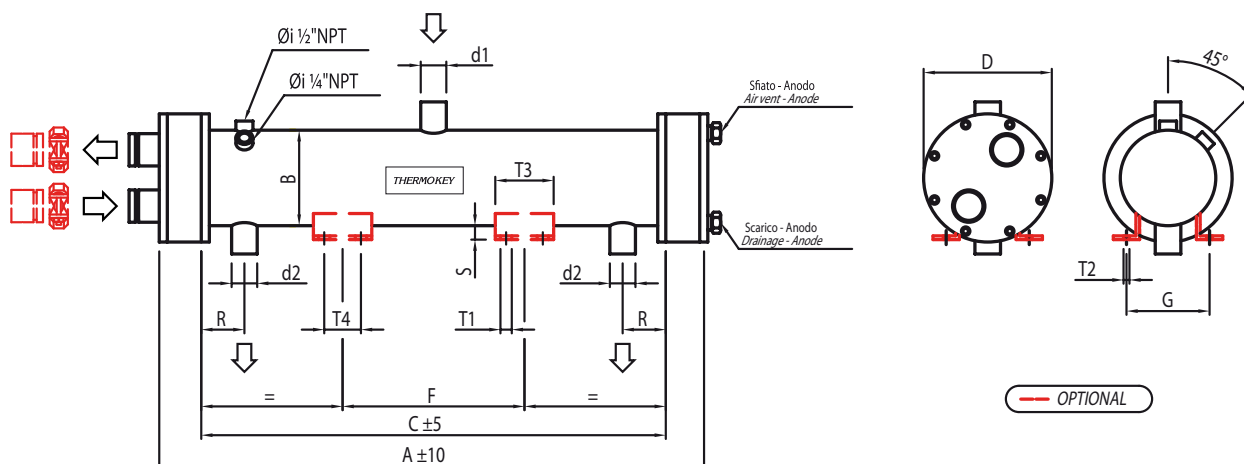 Øi ½"NPT
Øi ¼"NPT
d1
Sfiato - Anodo
Air vent - Anode
D
45°
B
THERMOKEY
T3
Scarico - Anodo
Drainage - Anode
S
d2
d2
T2
G
R
T4
T1
R
=
F
=
OPTIONAL
C ±5
A ±10